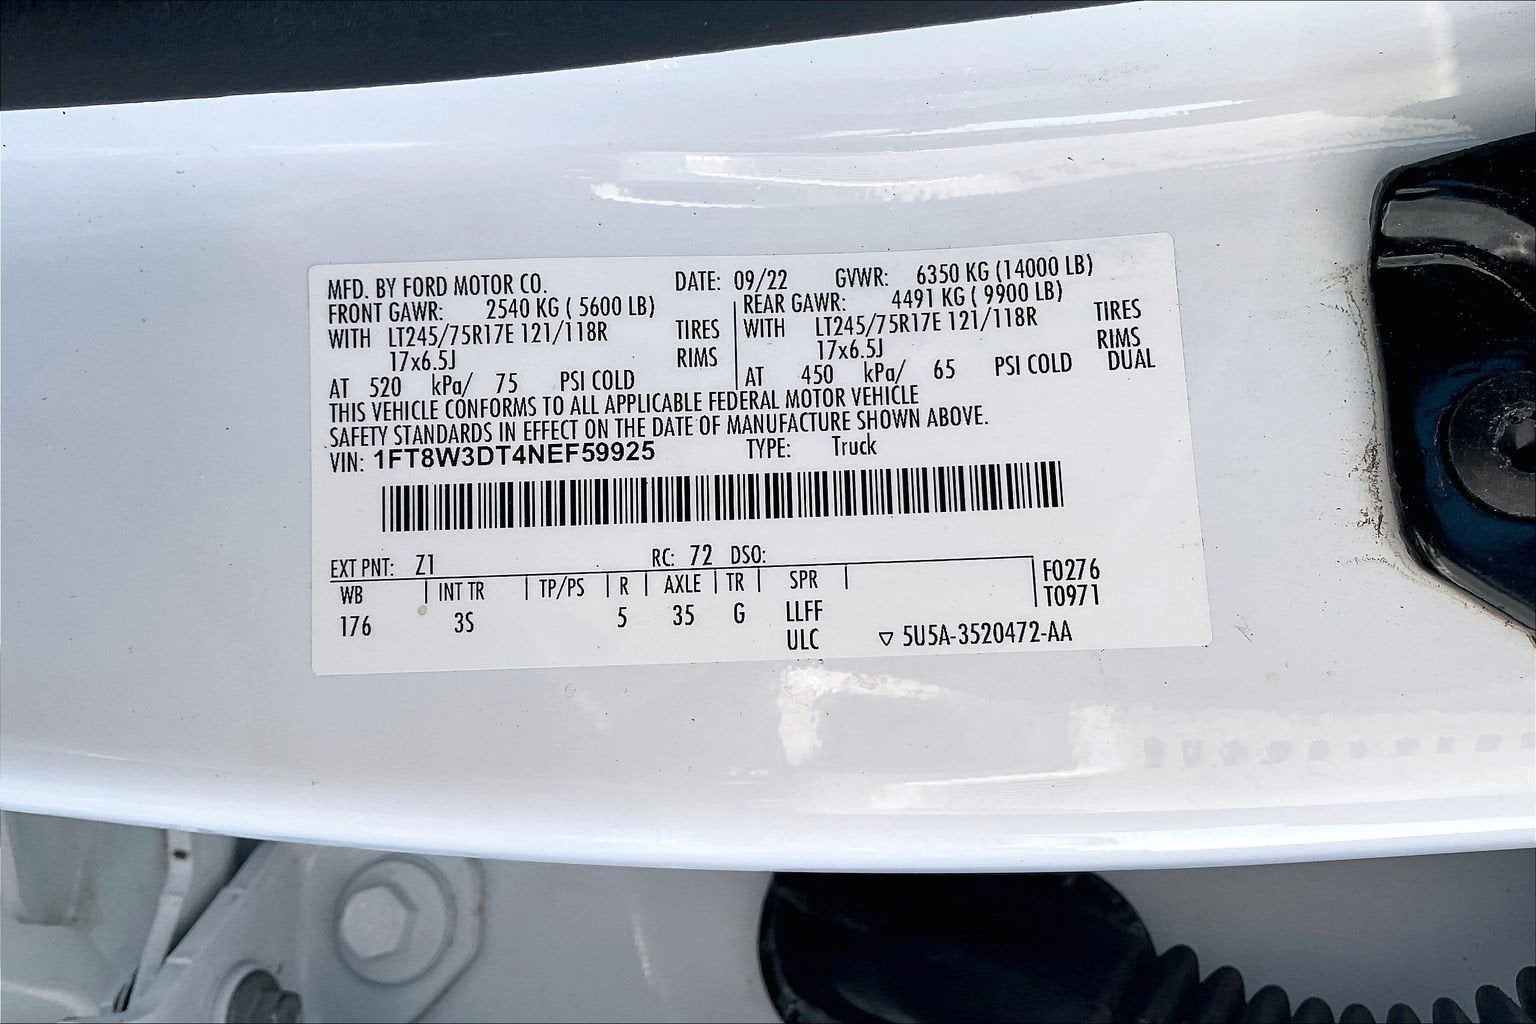 MFD. BY FORD MOTOR CO. DATE: 09/22 GVWR: 6350 KG (14000 LB)
FRONT GAWR: 2540 KG ( 5600 LB) REAR GAWR: 4491 KG ( 9900 LB)
WITH LT245/75R17E 121/118R TIRES WITH LT245/75R17E 121/118R TIRES
17x6.5J RIMS 17x6.5J RIMS
AT 520 kPa/ 75 PSI COLD AT 450 kPa/ 65 PSI COLD DUAL
THIS VEHICLE CONFORMS TO ALL APPLICABLE FEDERAL MOTOR VEHICLE
SAFETY STANDARDS IN EFFECT ON THE DATE OF MANUFACTURE SHOWN ABOVE.
VIN: 1FT8W3DT4NEF59925 TYPE: Truck
EXT PNT: Z1 RC: 72 DSO:
WB INT TR TP/PS R AXLE TR SPR F0276
T0971
176 3S 5 35 G LLFF
ULC ▽ 5U5A-3520472-AA